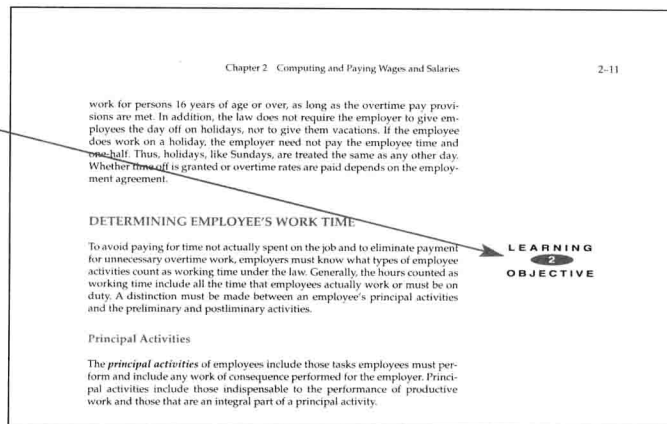 Chapter 2 Computing and Paying Wages and Salaries 2–11
work for persons 16 years of age or over, as long as the overtime pay provi-
sions are met. In addition, the law does not require the employer to give em-
ployees the day off on holidays, nor to give them vacations. If the employee
does work on a holiday, the employer need not pay the employee time and
one-half. Thus, holidays, like Sundays, are treated the same as any other day.
Whether time off is granted or overtime rates are paid depends on the employ-
ment agreement.
DETERMINING EMPLOYEE'S WORK TIME
To avoid paying for time not actually spent on the job and to eliminate payment
for unnecessary overtime work, employers must know what types of employee
activities count as working time under the law. Generally, the hours counted as
working time include all the time that employees actually work or must be on
duty. A distinction must be made between an employee's principal activities
and the preliminary and postliminary activities.
LEARNING
2
OBJECTIVE
Principal Activities
The principal activities of employees include those tasks employees must per-
form and include any work of consequence performed for the employer. Princi-
pal activities include those indispensable to the performance of productive
work and those that are an integral part of a principal activity.